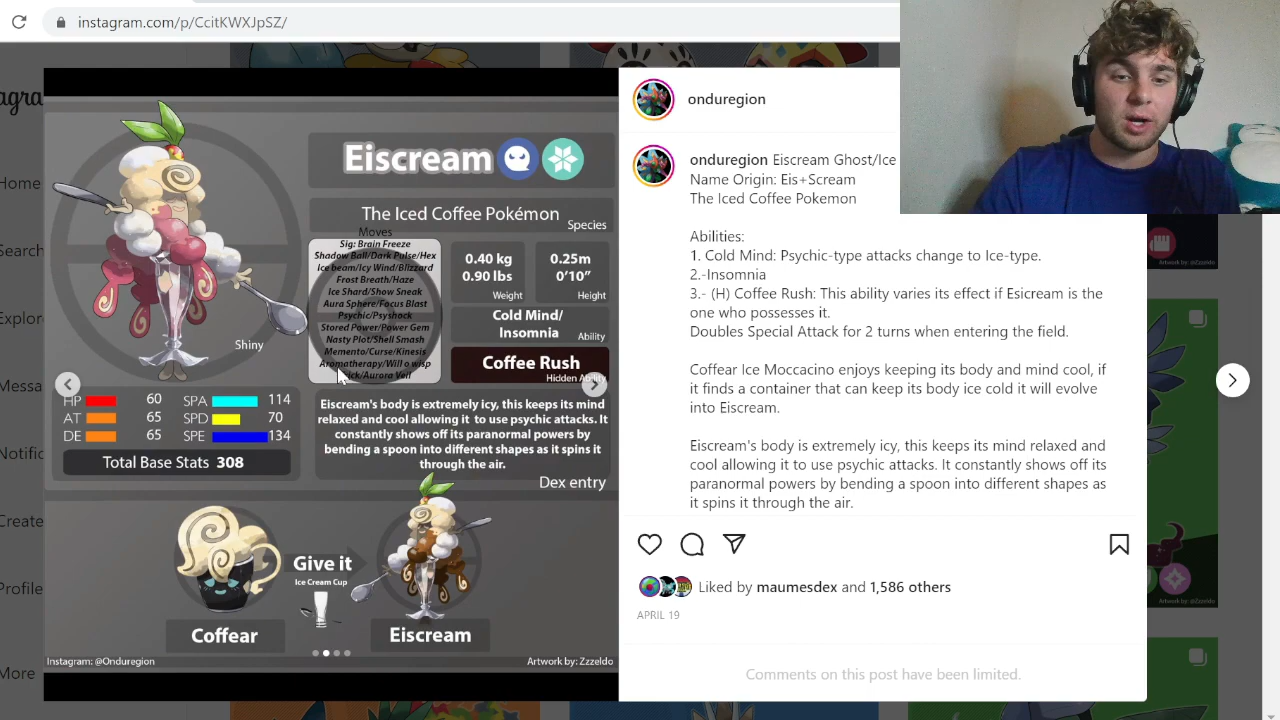 instagram.com/p/CcitKWXJpSZ/
Home
Explor
Messa
Notific
Create
Profile
More
Eiscream
The Iced Coffee Pokémon
Species
Moves
Sig: Brain Freeze
Shadow Ball/Dark Pulse/Hex
Ice beam/Icy Wind/Blizzard
Frost Breath/Haze
Ice Shard/Show Sneak
Aura Sphere/Focus Blast
Psychic/Psyshock
Stored Power/Power Gem
Nasty Plot/Shell Smash
Memento/Curse/Kinesis
Aromatherapy/Will o wisp
ick/Aurora Veil
0.40 kg
0.90 lbs
Weight
0.25m
0'10"
Height
Cold Mind/
Insomnia
Ability
Coffee Rush
Hidden Ability
Shiny
HP 60 SPA 114
AT 65 SPD 70
DE 65 SPE 134
Total Base Stats 308
Eiscream's body is extremely icy, this keeps its mind
relaxed and cool allowing it to use psychic attacks. It
constantly shows off its paranormal powers by
bending a spoon into different shapes as it spins it
through the air.
Dex entry
Give it
Ice Cream Cup
Coffear
Eiscream
Instagram: @Onduregion
Artwork by: Zzzeldo
onduregion
onduregion Eiscream Ghost/Ice
Name Origin: Eis+Scream
The Iced Coffee Pokemon
Abilities:
1. Cold Mind: Psychic-type attacks change to Ice-type.
2.-Insomnia
3.- (H) Coffee Rush: This ability varies its effect if Esicream is the
one who possesses it.
Doubles Special Attack for 2 turns when entering the field.
Coffear Ice Moccacino enjoys keeping its body and mind cool, if
it finds a container that can keep its body ice cold it will evolve
into Eiscream.
Eiscream's body is extremely icy, this keeps its mind relaxed and
cool allowing it to use psychic attacks. It constantly shows off its
paranormal powers by bending a spoon into different shapes as
it spins it through the air.
Liked by maumesdex and 1,586 others
APRIL 19
Comments on this post have been limited.